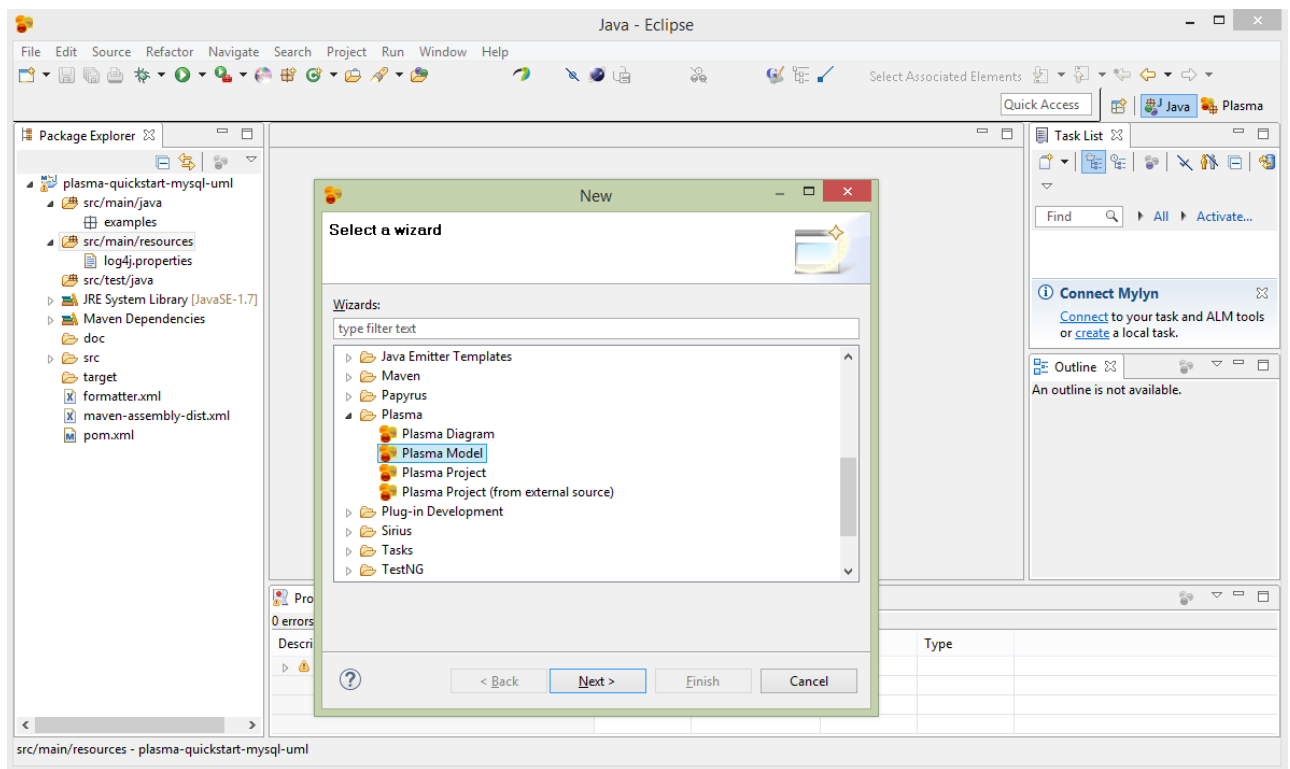 Java - Eclipse
File Edit Source Refactor Navigate Search Project Run Window Help
Select Associated Elements
Quick Access Java Plasma
Package Explorer
plasma-quickstart-mysql-uml
src/main/java
examples
src/main/resources
log4j.properties
src/test/java
JRE System Library [JavaSE-1.7]
Maven Dependencies
doc
src
target
formatter.xml
maven-assembly-dist.xml
pom.xml
New
Select a wizard
Wizards:
type filter text
Java Emitter Templates
Maven
Papyrus
Plasma
Plasma Diagram
Plasma Model
Plasma Project
Plasma Project (from external source)
Plug-in Development
Sirius
Tasks
TestNG
< Back Next > Finish Cancel
Task List
Find All Activate...
Connect Mylyn
Connect to your task and ALM tools
or create a local task.
Outline
An outline is not available.
Pro
0 errors
Descri Type
src/main/resources - plasma-quickstart-mysql-uml